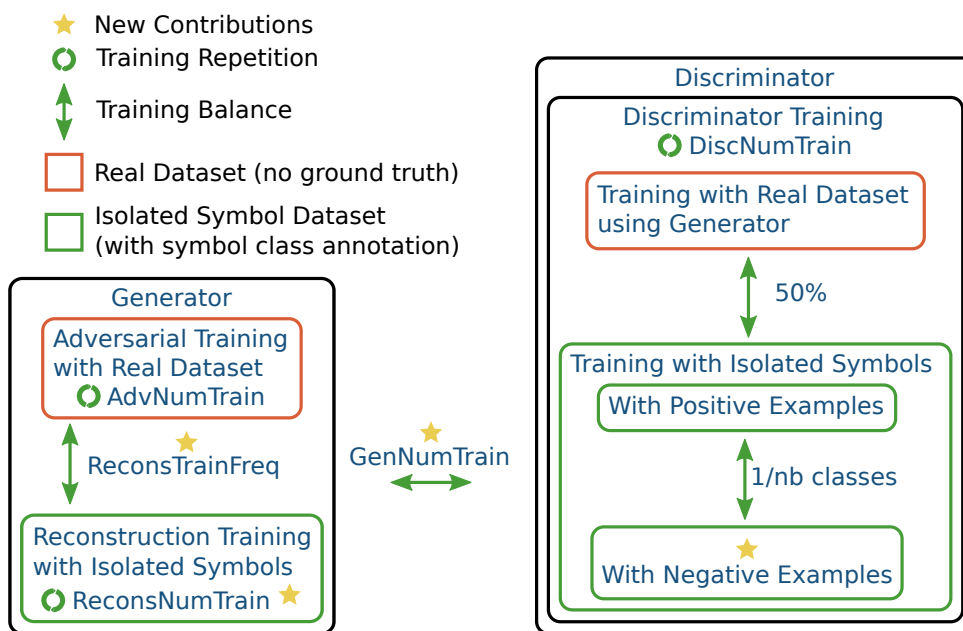 New Contributions
Training Repetition
Training Balance
Real Dataset (no ground truth)
Isolated Symbol Dataset
(with symbol class annotation)
Generator
Adversarial Training
with Real Dataset
AdvNumTrain
ReconsTrainFreq
Reconstruction Training
with Isolated Symbols
ReconsNumTrain
GenNumTrain
Discriminator
Discriminator Training
DiscNumTrain
Training with Real Dataset
using Generator
50%
Training with Isolated Symbols
With Positive Examples
1/nb classes
With Negative Examples